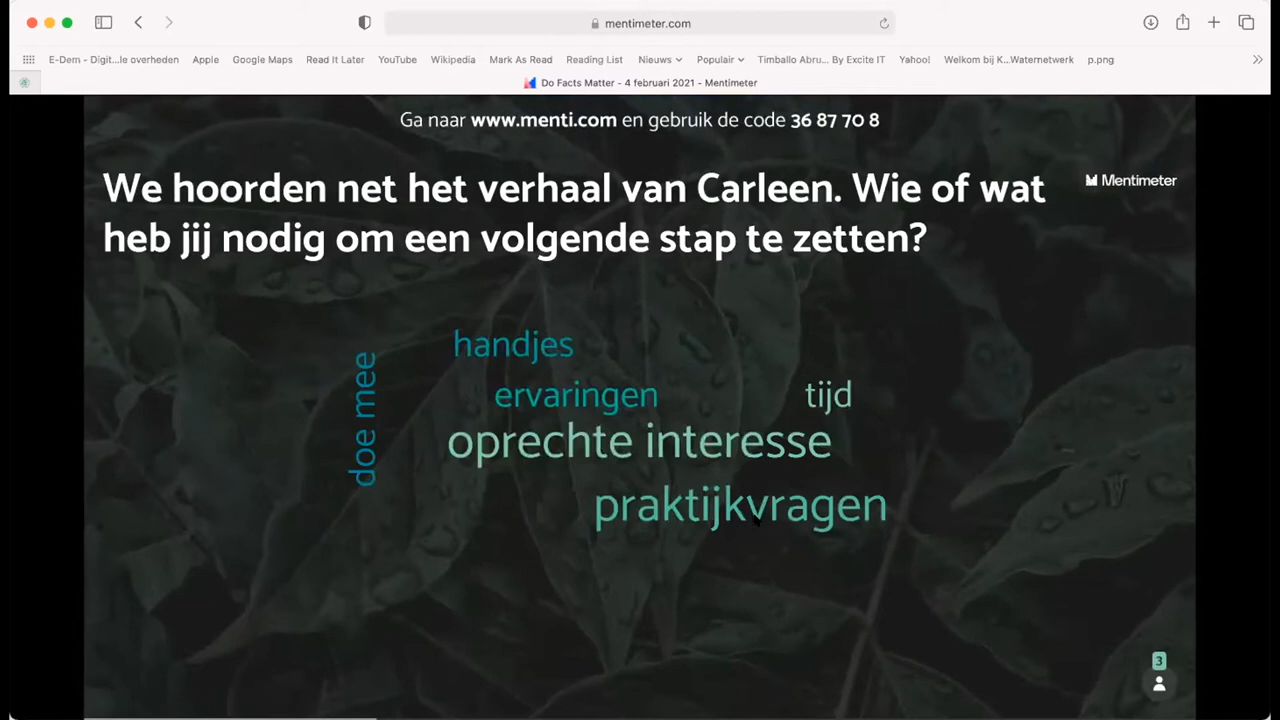 mentimeter.com
E-Dem - Digit...le overheden Apple Google Maps Read It Later YouTube Wikipedia Mark As Read Reading List Nieuws Populair Timballo Abru... By Excite IT Yahoo! Welkom bij K...Waternetwerk p.png
Do Facts Matter - 4 februari 2021 - Mentimeter
Ga naar www.menti.com en gebruik de code 36 87 70 8
We hoorden net het verhaal van Carleen. Wie of wat
heb jij nodig om een volgende stap te zetten?
Mentimeter
handjes
doe mee
ervaringen
tijd
oprechte interesse
praktijkvragen
3